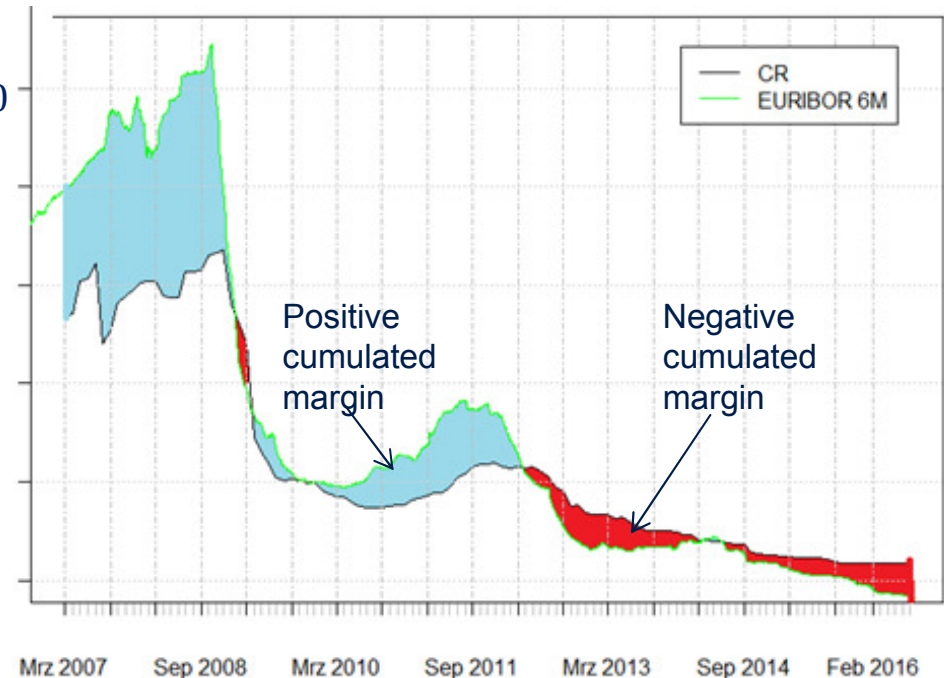 0
CR
EURIBOR 6M
Positive
cumulated
margin
Negative
cumulated
margin
Mrz 2007 Sep 2008 Mrz 2010 Sep 2011 Mrz 2013 Sep 2014 Feb 2016